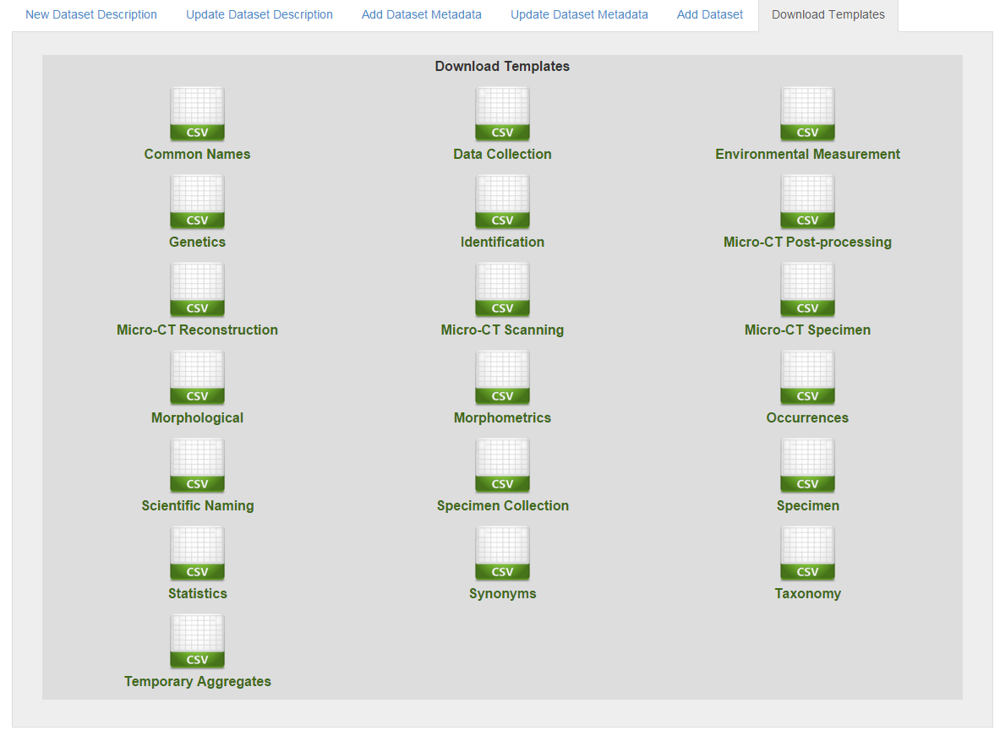 New Dataset Description Update Dataset Description Add Dataset Metadata Update Dataset Metadata Add Dataset Download Templates
Download Templates
CSV CSV CSV
Common Names Data Collection Environmental Measurement
CSV CSV CSV
Genetics Identification Micro-CT Post-processing
CSV CSV CSV
Micro-CT Reconstruction Micro-CT Scanning Micro-CT Specimen
CSV CSV CSV
Morphological Morphometrics Occurrences
CSV CSV CSV
Scientific Naming Specimen Collection Specimen
CSV CSV CSV
Statistics Synonyms Taxonomy
CSV
Temporary Aggregates